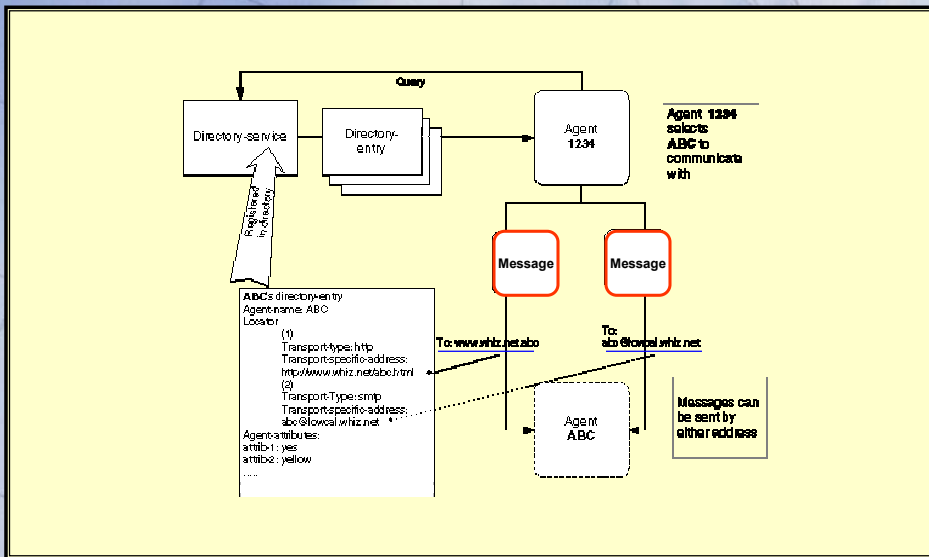 Query
Directory-service
Directory-
entry
Agent
1234
Agent 1234
selects
ABC to
communicate
with
Registered
in directory
Message
Message
ABC's directory-entry
Agent-name: ABC
Locator
(1)
Transport-type: http
Transport-specific-address:
http://www.whiz.net/abc.html
(2)
Transport-Type: smtp
Transport-specific-address:
abc@lowcal.whiz.net
Agent-attributes:
attrib-1: yes
attrib-2: yellow
.....
To: www.whiz.net.abc
To:
abc@lowcal.whiz.net
Agent
ABC
Messages can
be sent by
either address